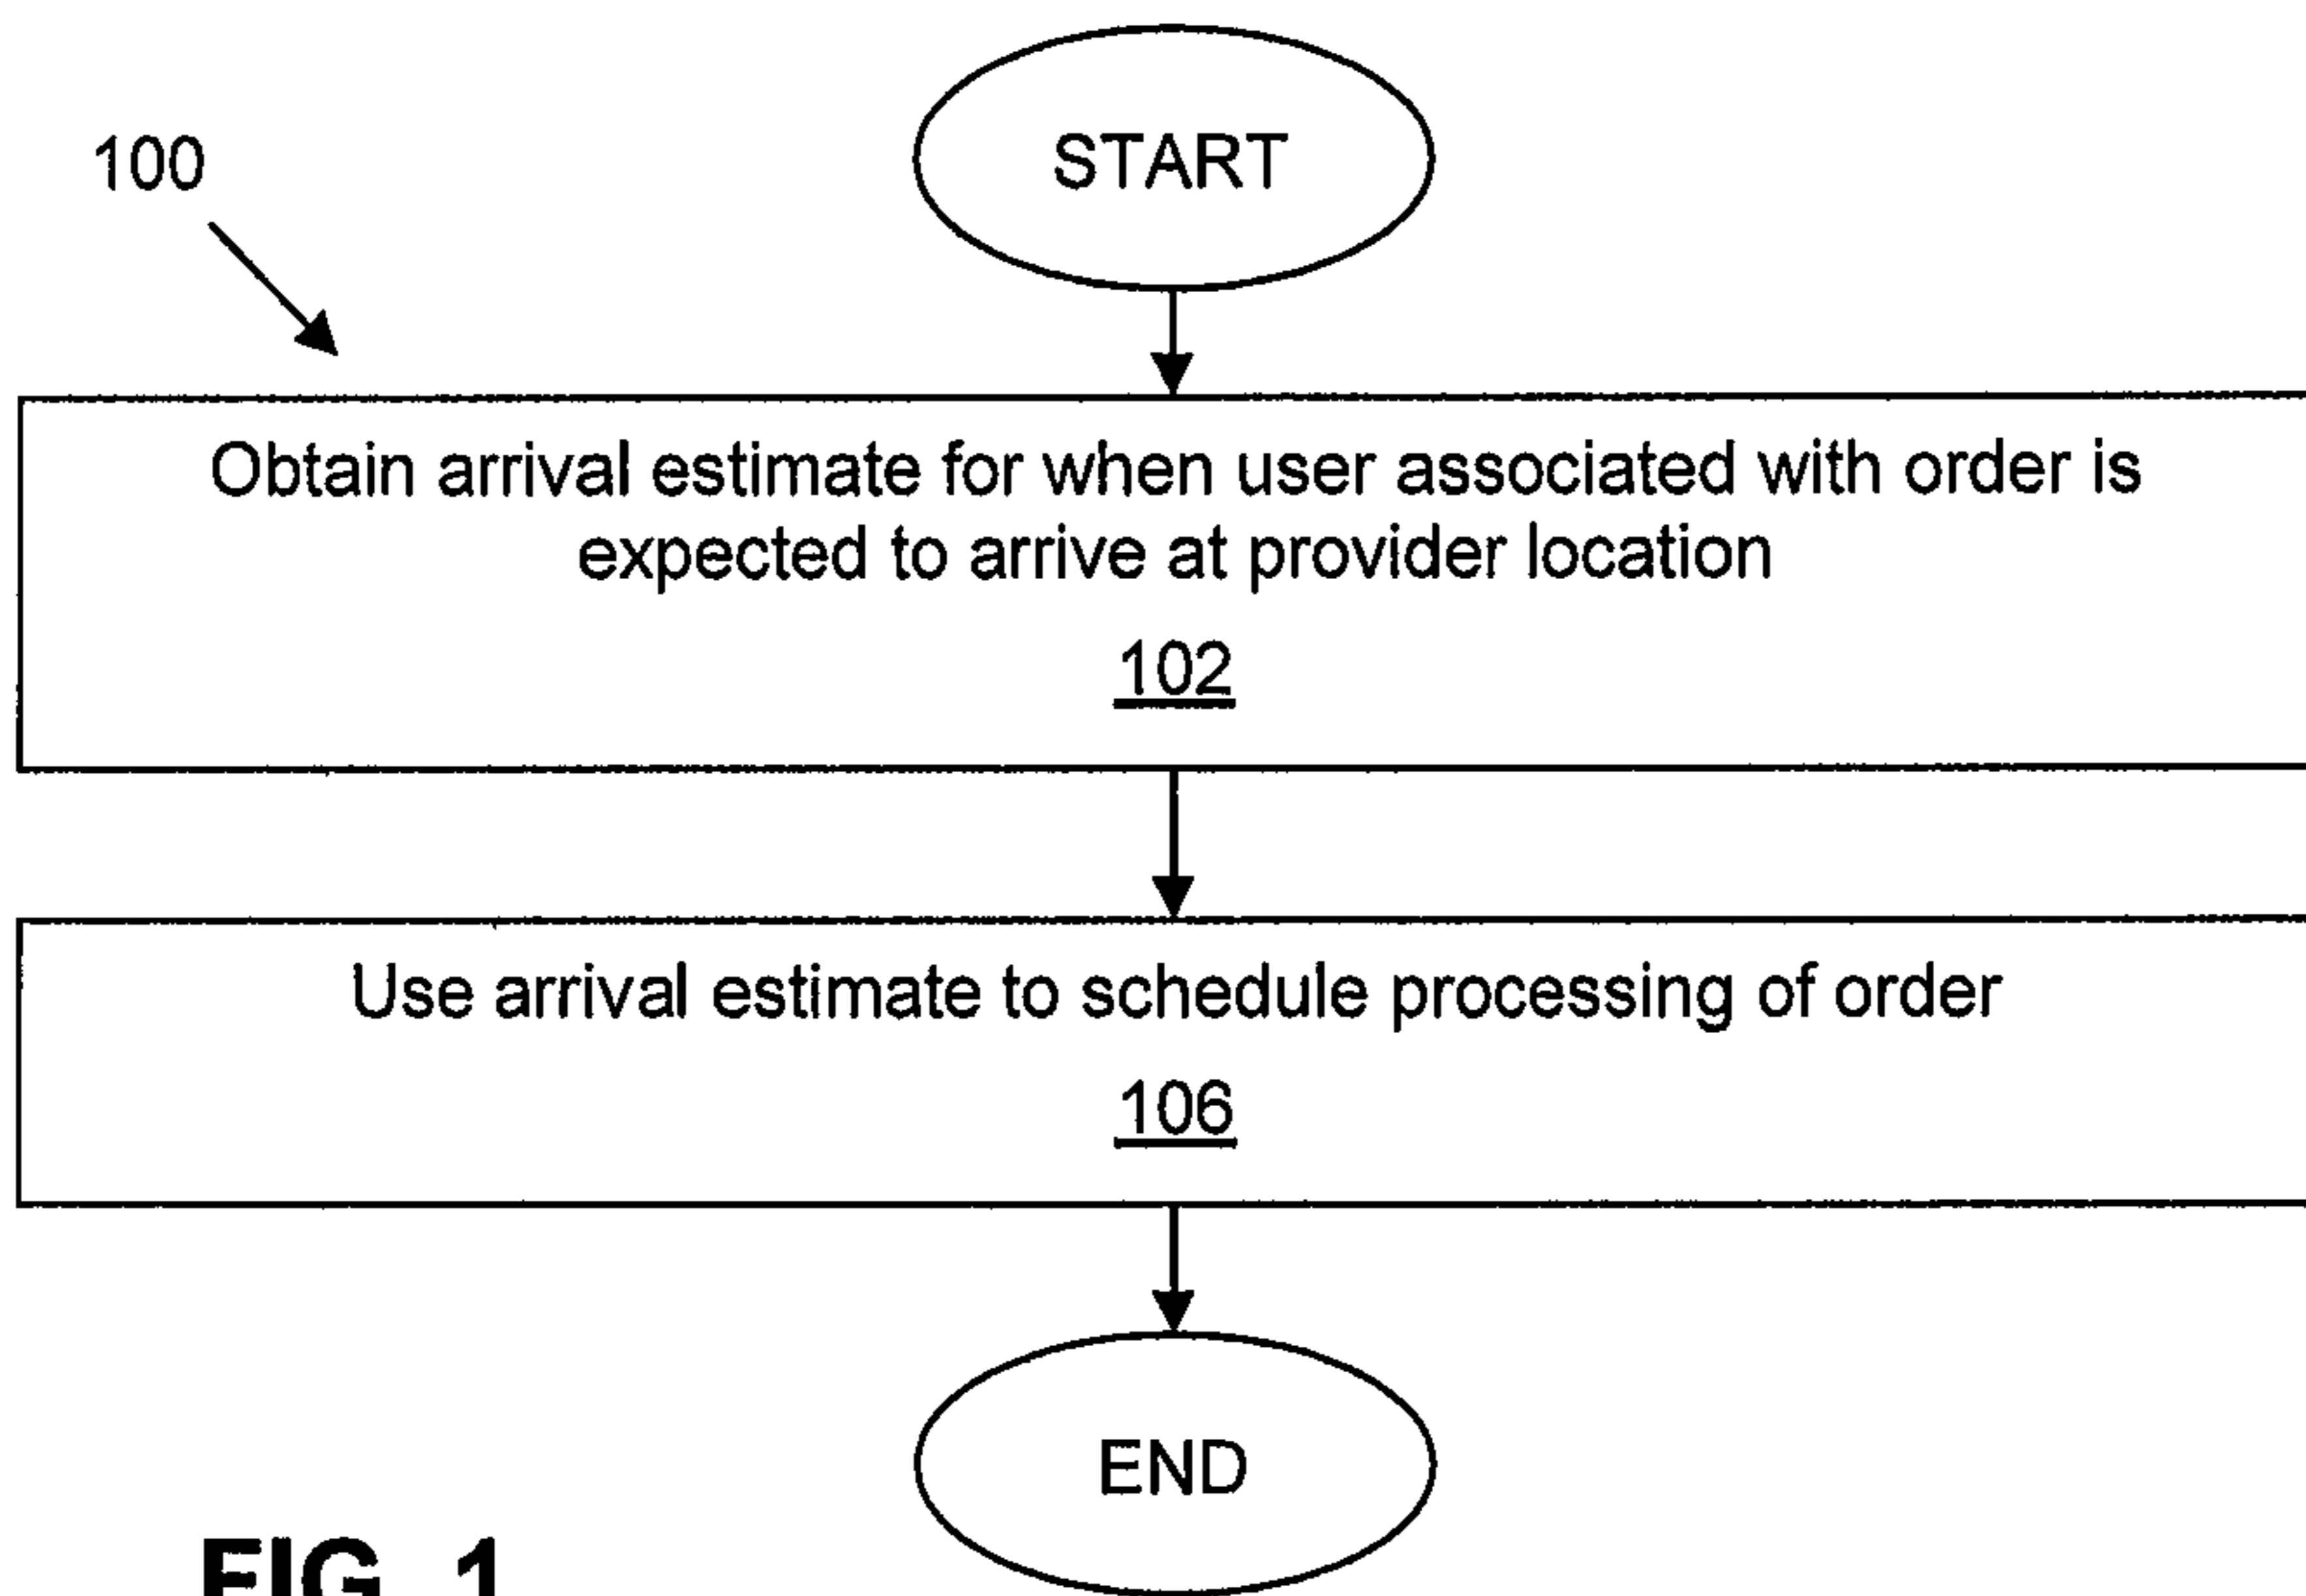 START
100
Obtain arrival estimate for when user associated with order is
expected to arrive at provider location
102
Use arrival estimate to schedule processing of order
106
END
FIG. 1